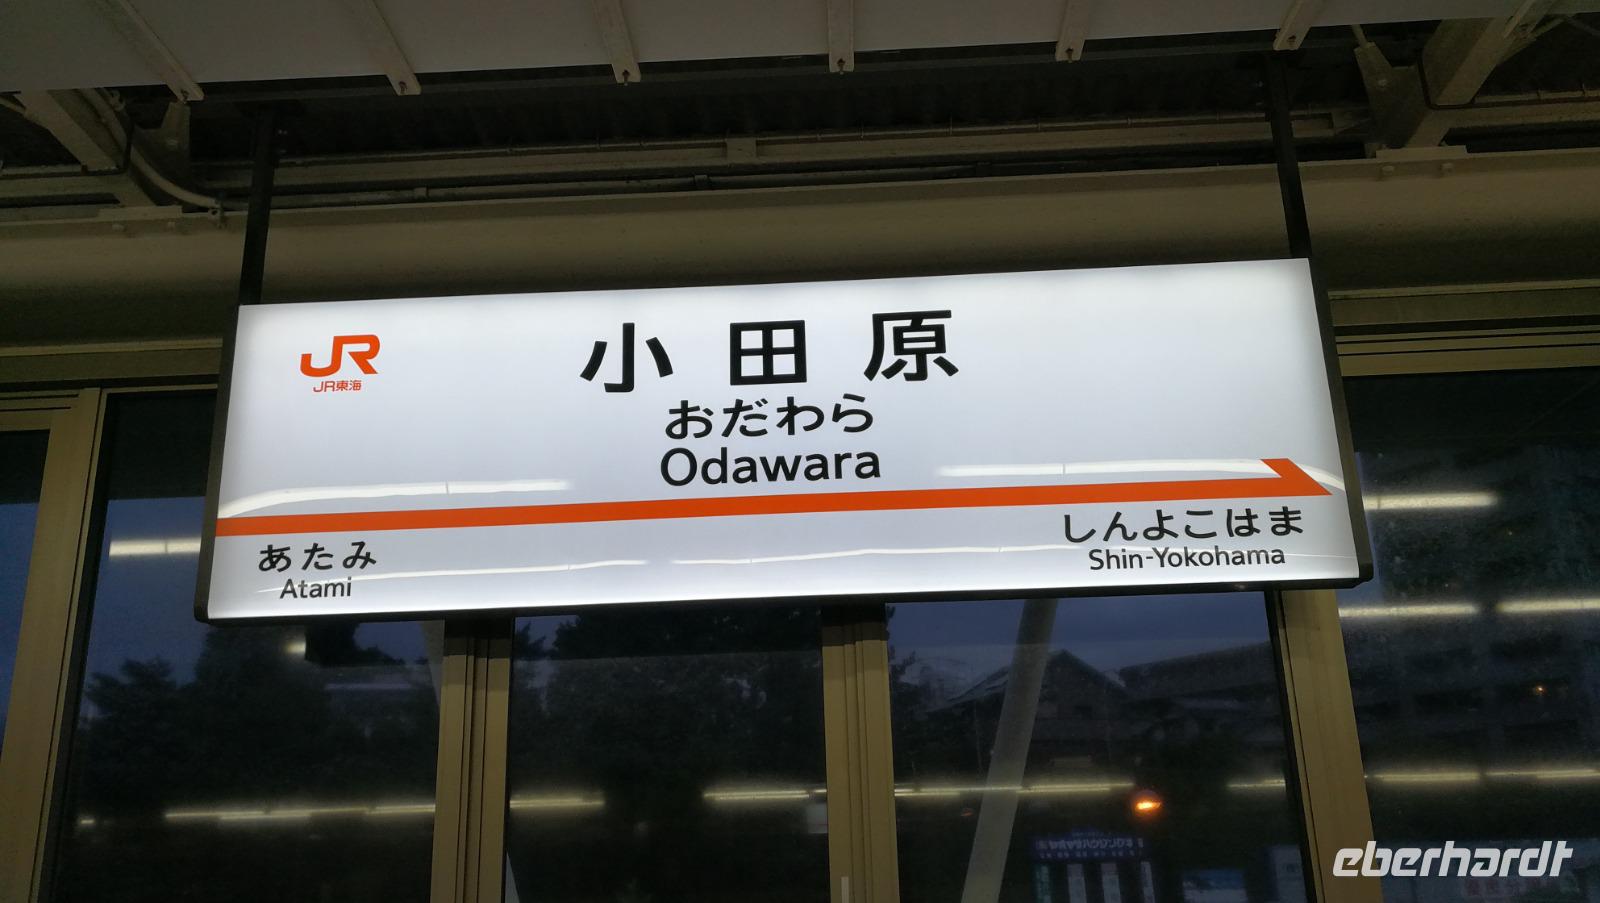 JR
JR東海
小田原
おだわら
Odawara
あたみ
Atami
しんよこはま
Shin-Yokohama
eberhardt